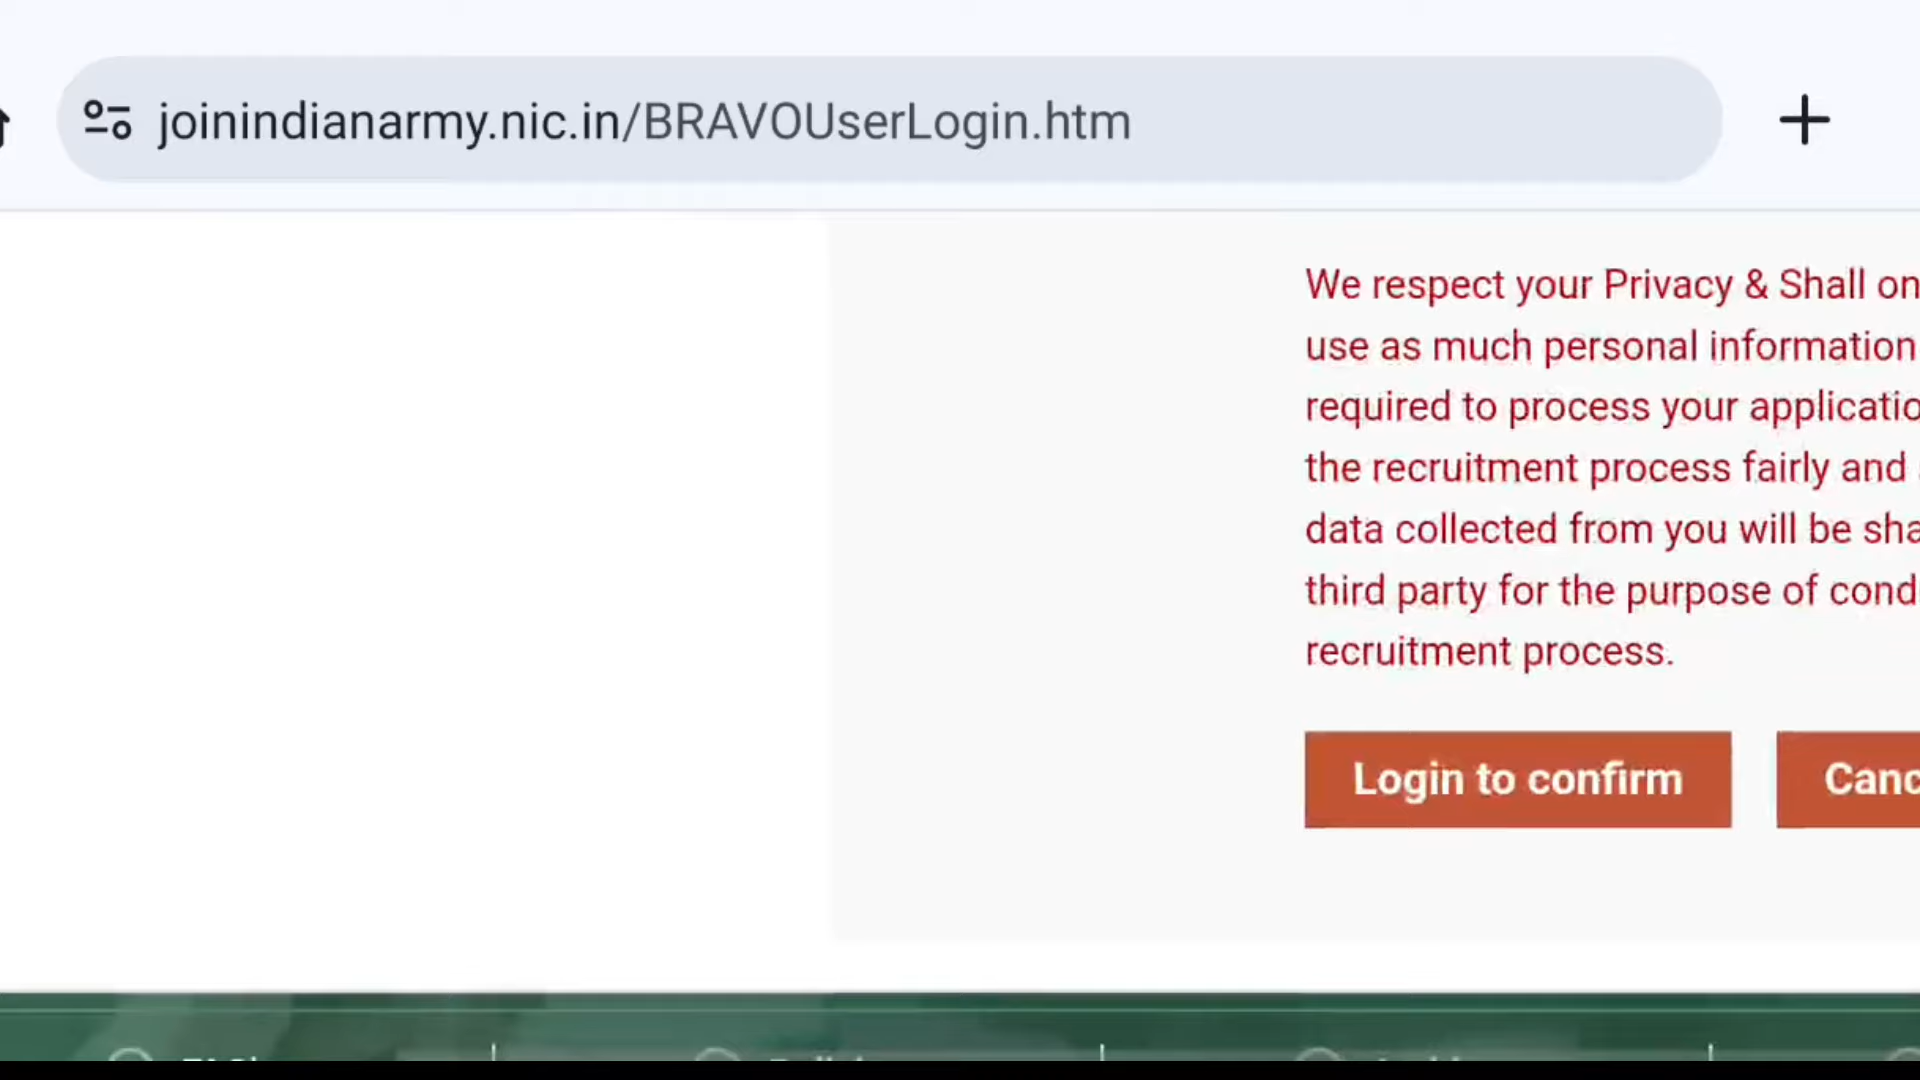 joinindianarmy.nic.in/BRAVOUserLogin.htm
We respect your Privacy & Shall on
use as much personal information
required to process your applicatio
the recruitment process fairly and
data collected from you will be sha
third party for the purpose of cond
recruitment process.
Login to confirm
Canc